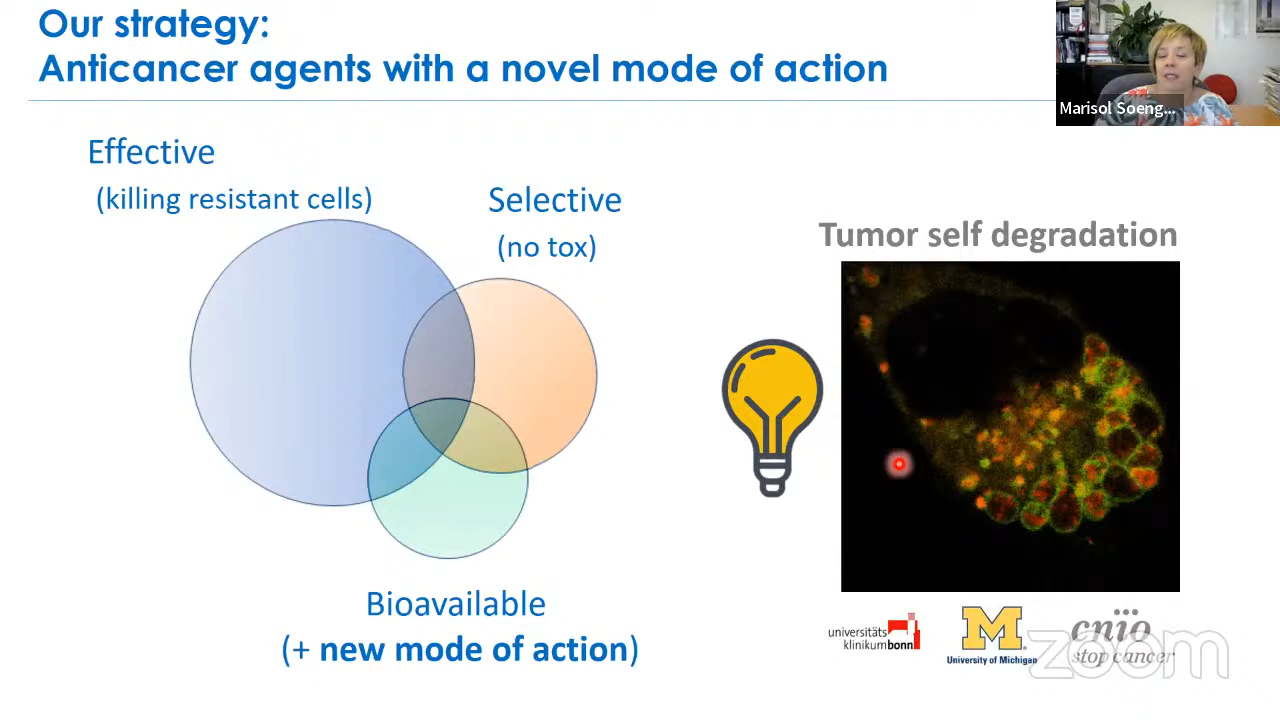 Our strategy:
Anticancer agents with a novel mode of action
Marisol Soeng...
Effective
(killing resistant cells)
Selective
(no tox)
Tumor self degradation
Bioavailable
(+ new mode of action)
universitäts
klinikumbonn
M
University of Michigan
cnio
stop cancer
zoom